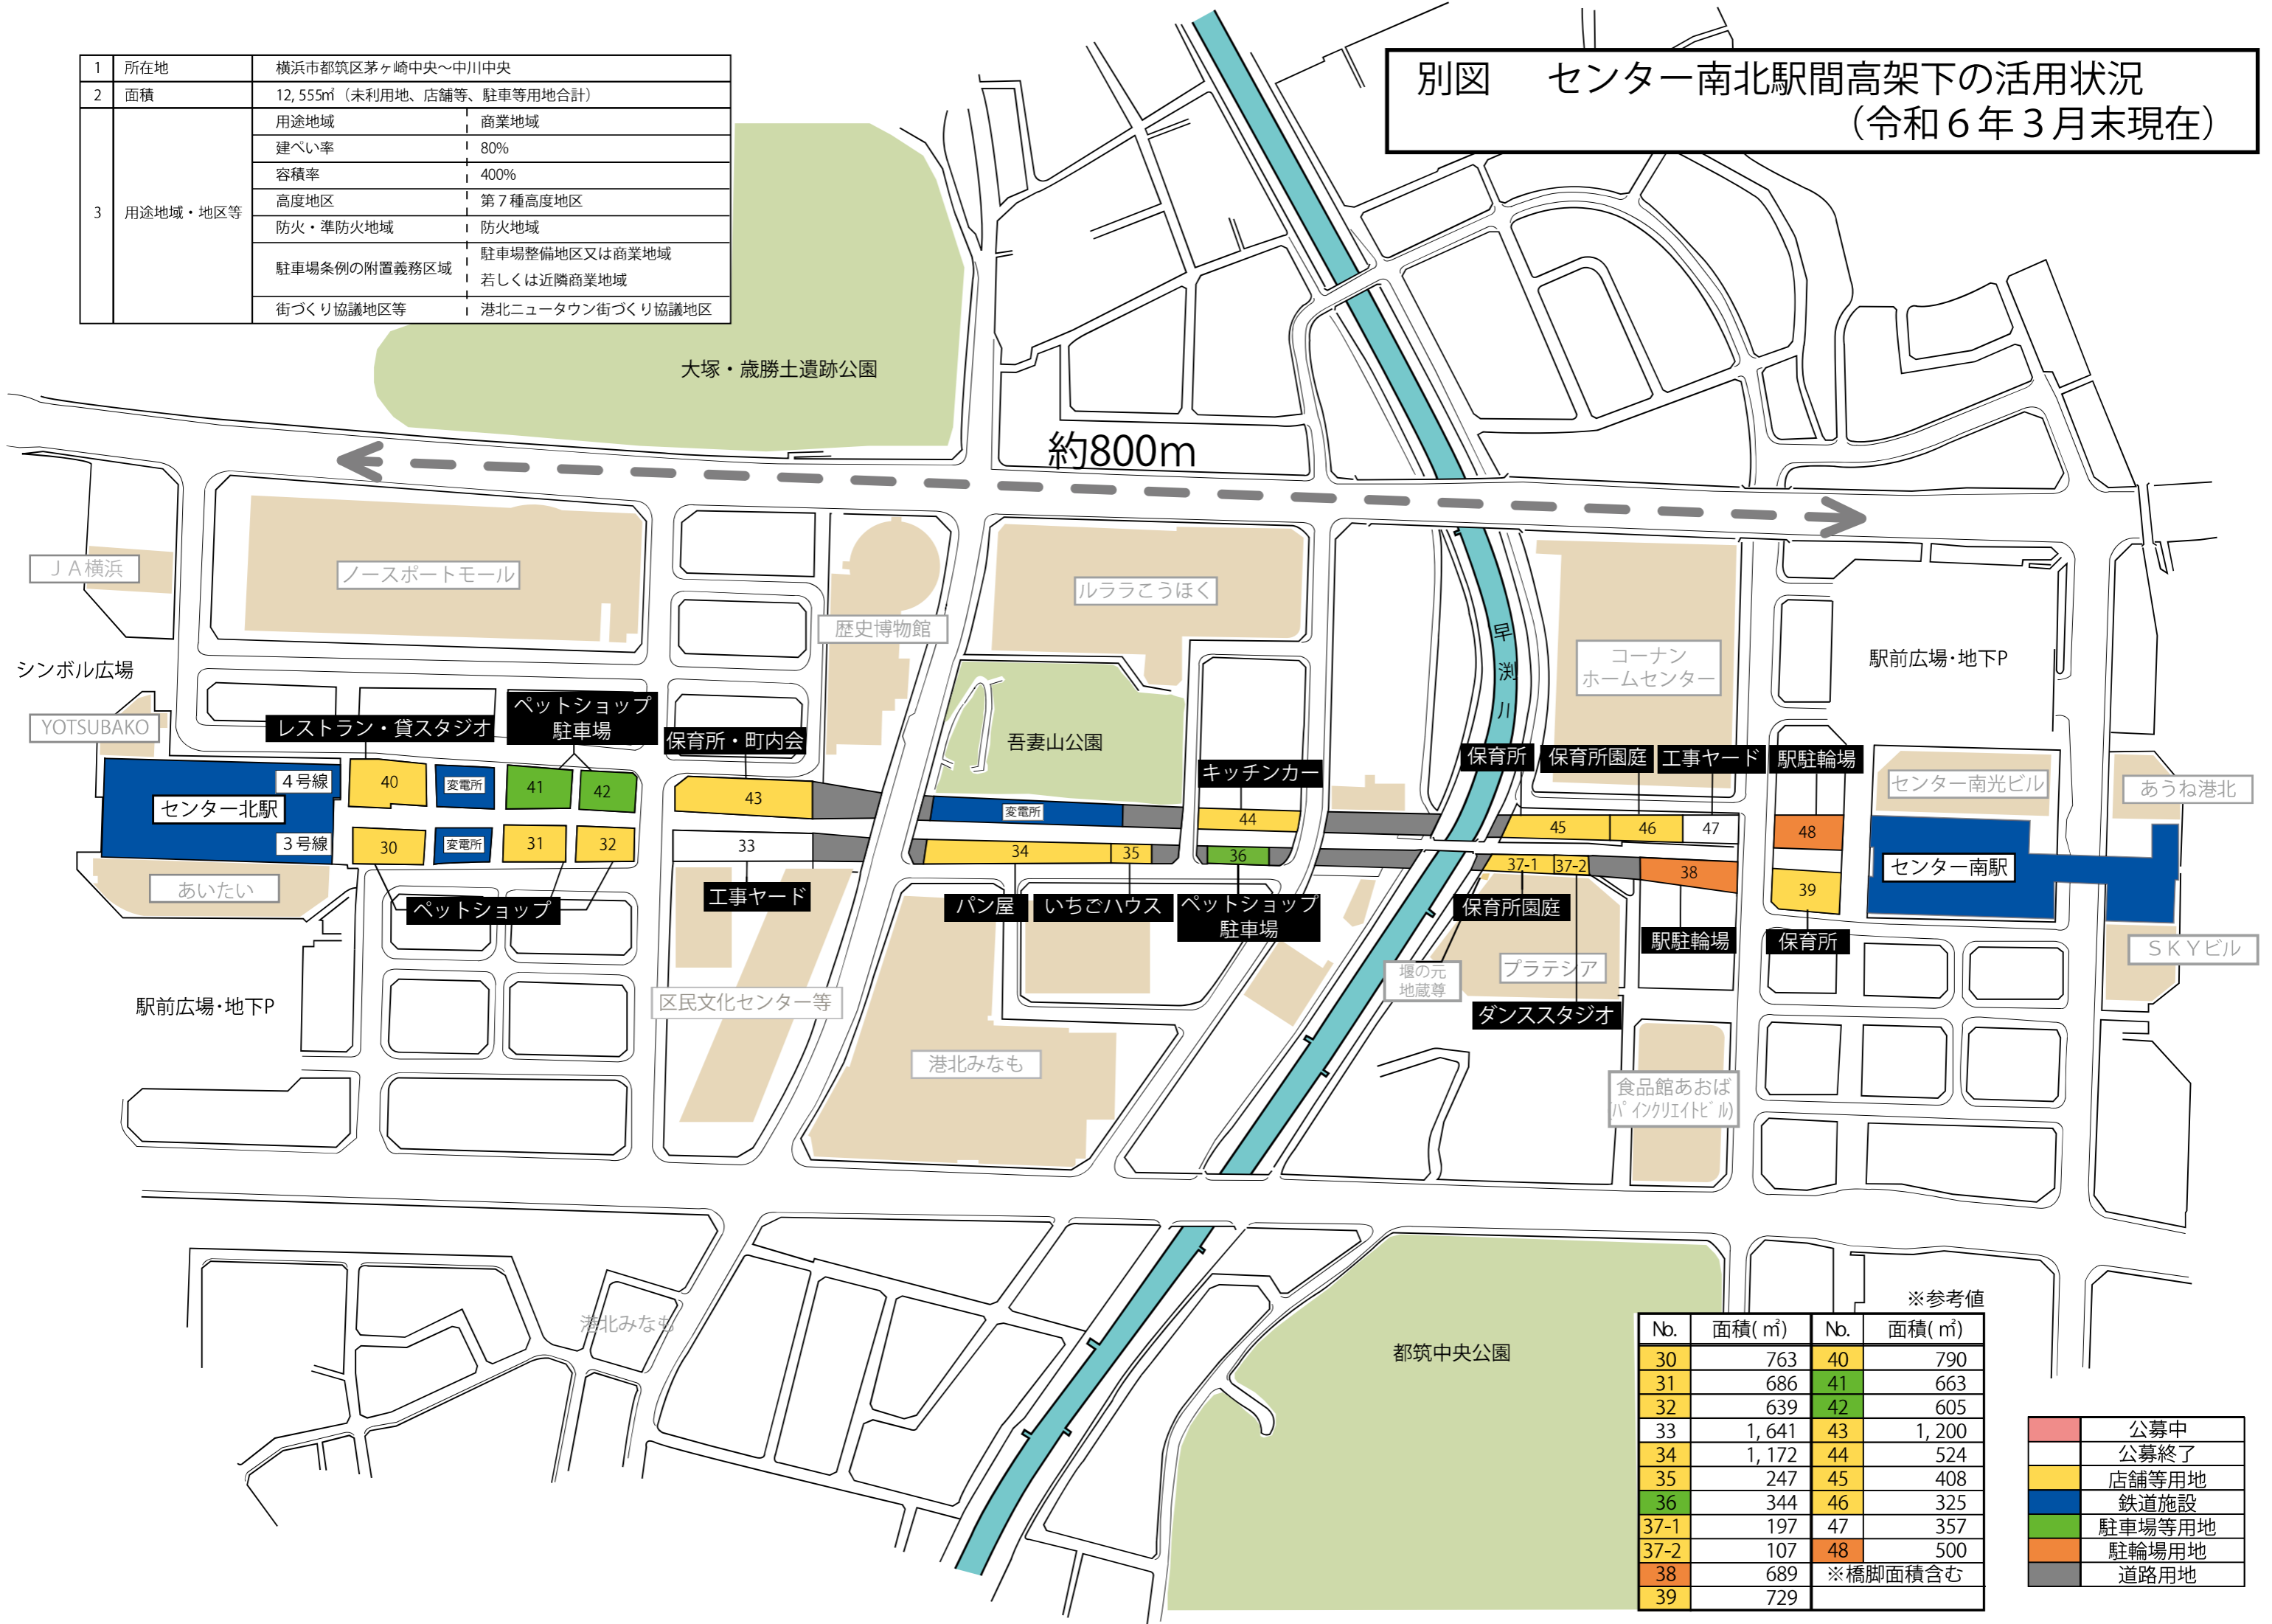 別図　センター南北駅間高架下の活用状況
（令和６年３月末現在）
1 所在地 横浜市都筑区茅ヶ崎中央～中川中央
2 面積 12,555㎡（未利用地、店舗等、駐車等用地合計）
3 用途地域・地区等
用途地域 商業地域
建ぺい率 80%
容積率 400%
高度地区 第７種高度地区
防火・準防火地域 防火地域
駐車場条例の附置義務区域 駐車場整備地区又は商業地域
若しくは近隣商業地域
街づくり協議地区等 港北ニュータウン街づくり協議地区
大塚・歳勝土遺跡公園
約800m
ＪＡ横浜
ノースポートモール
歴史博物館
ルララこうほく
早
渕
川
コーナン
ホームセンター
駅前広場･地下P
シンボル広場
YOTSUBAKO
レストラン・貸スタジオ
ペットショップ
駐車場
保育所・町内会
吾妻山公園
キッチンカー
保育所
保育所園庭
工事ヤード
駅駐輪場
センター南光ビル
あうね港北
４号線
センター北駅
３号線
40
変電所
41
42
43
変電所
44
45
46
47
48
センター南駅
30
変電所
31
32
33
34
35
36
37-1
37-2
38
39
あいたい
ペットショップ
工事ヤード
パン屋
いちごハウス
ペットショップ
駐車場
保育所園庭
駅駐輪場
保育所
ＳＫＹビル
駅前広場･地下P
区民文化センター等
堰の元
地蔵尊
プラテシア
ダンススタジオ
港北みなも
食品館あおば
(ﾊﾟｲﾝｸﾘｴｲﾄﾋﾞﾙ)
港北みなも
都筑中央公園
※参考値
No. 面積(㎡) No. 面積(㎡)
30 763 40 790
31 686 41 663
32 639 42 605
33 1,641 43 1,200
34 1,172 44 524
35 247 45 408
36 344 46 325
37-1 197 47 357
37-2 107 48 500
38 689 ※橋脚面積含む
39 729
公募中
公募終了
店舗等用地
鉄道施設
駐車場等用地
駐輪場用地
道路用地